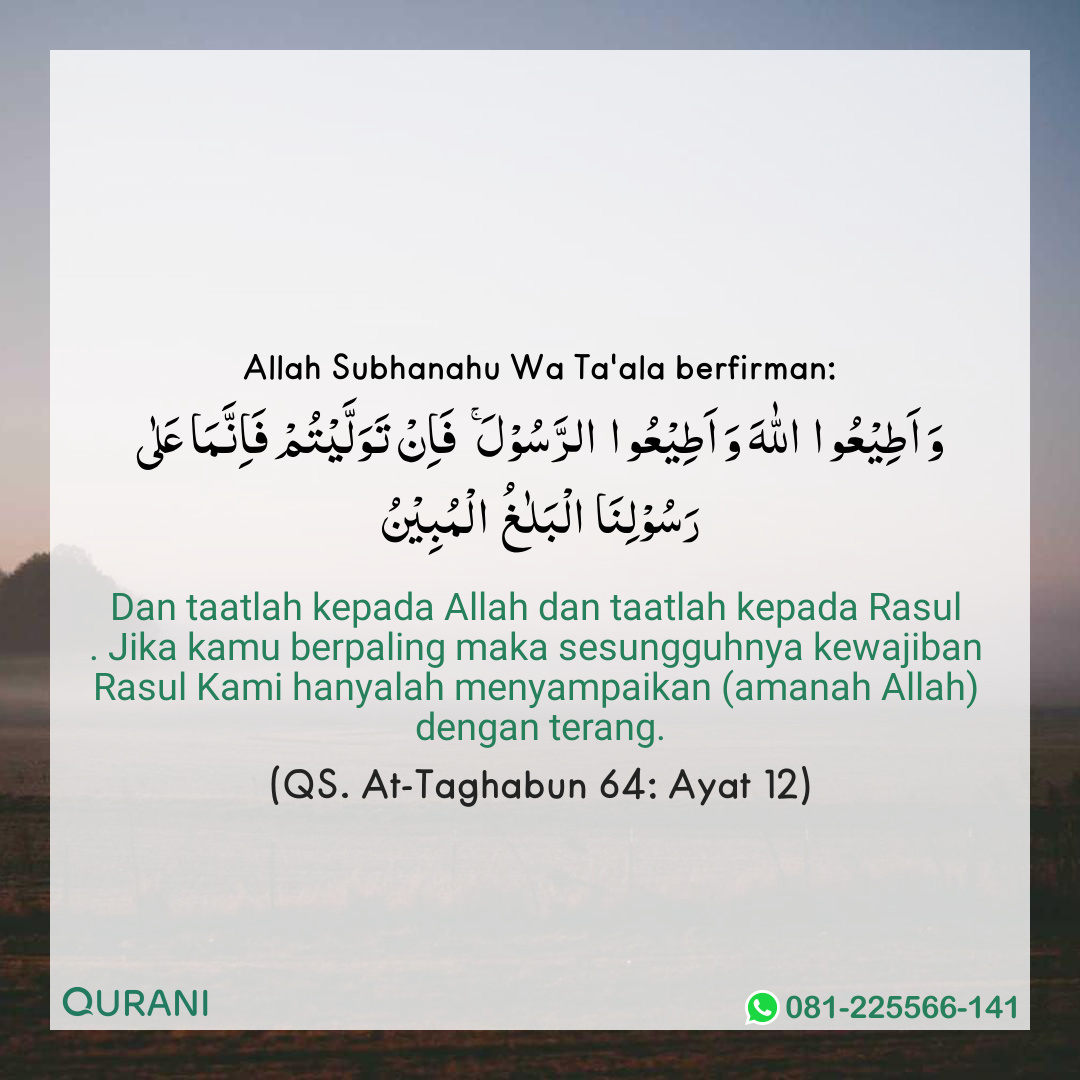 Allah Subhanahu Wa Ta'ala berfirman:
وَاَطِيْعُوا اللّٰهَ وَاَطِيْعُوا الرَّسُوْلَۚ فَاِنْ تَوَلَّيْتُمْ فَاِنَّمَا عَلٰى
رَسُوْلِنَا الْبَلٰغُ الْمُبِيْنُ
Dan taatlah kepada Allah dan taatlah kepada Rasul
. Jika kamu berpaling maka sesungguhnya kewajiban
Rasul Kami hanyalah menyampaikan (amanah Allah)
dengan terang.
(QS. At-Taghabun 64: Ayat 12)
QURANI
081-225566-141